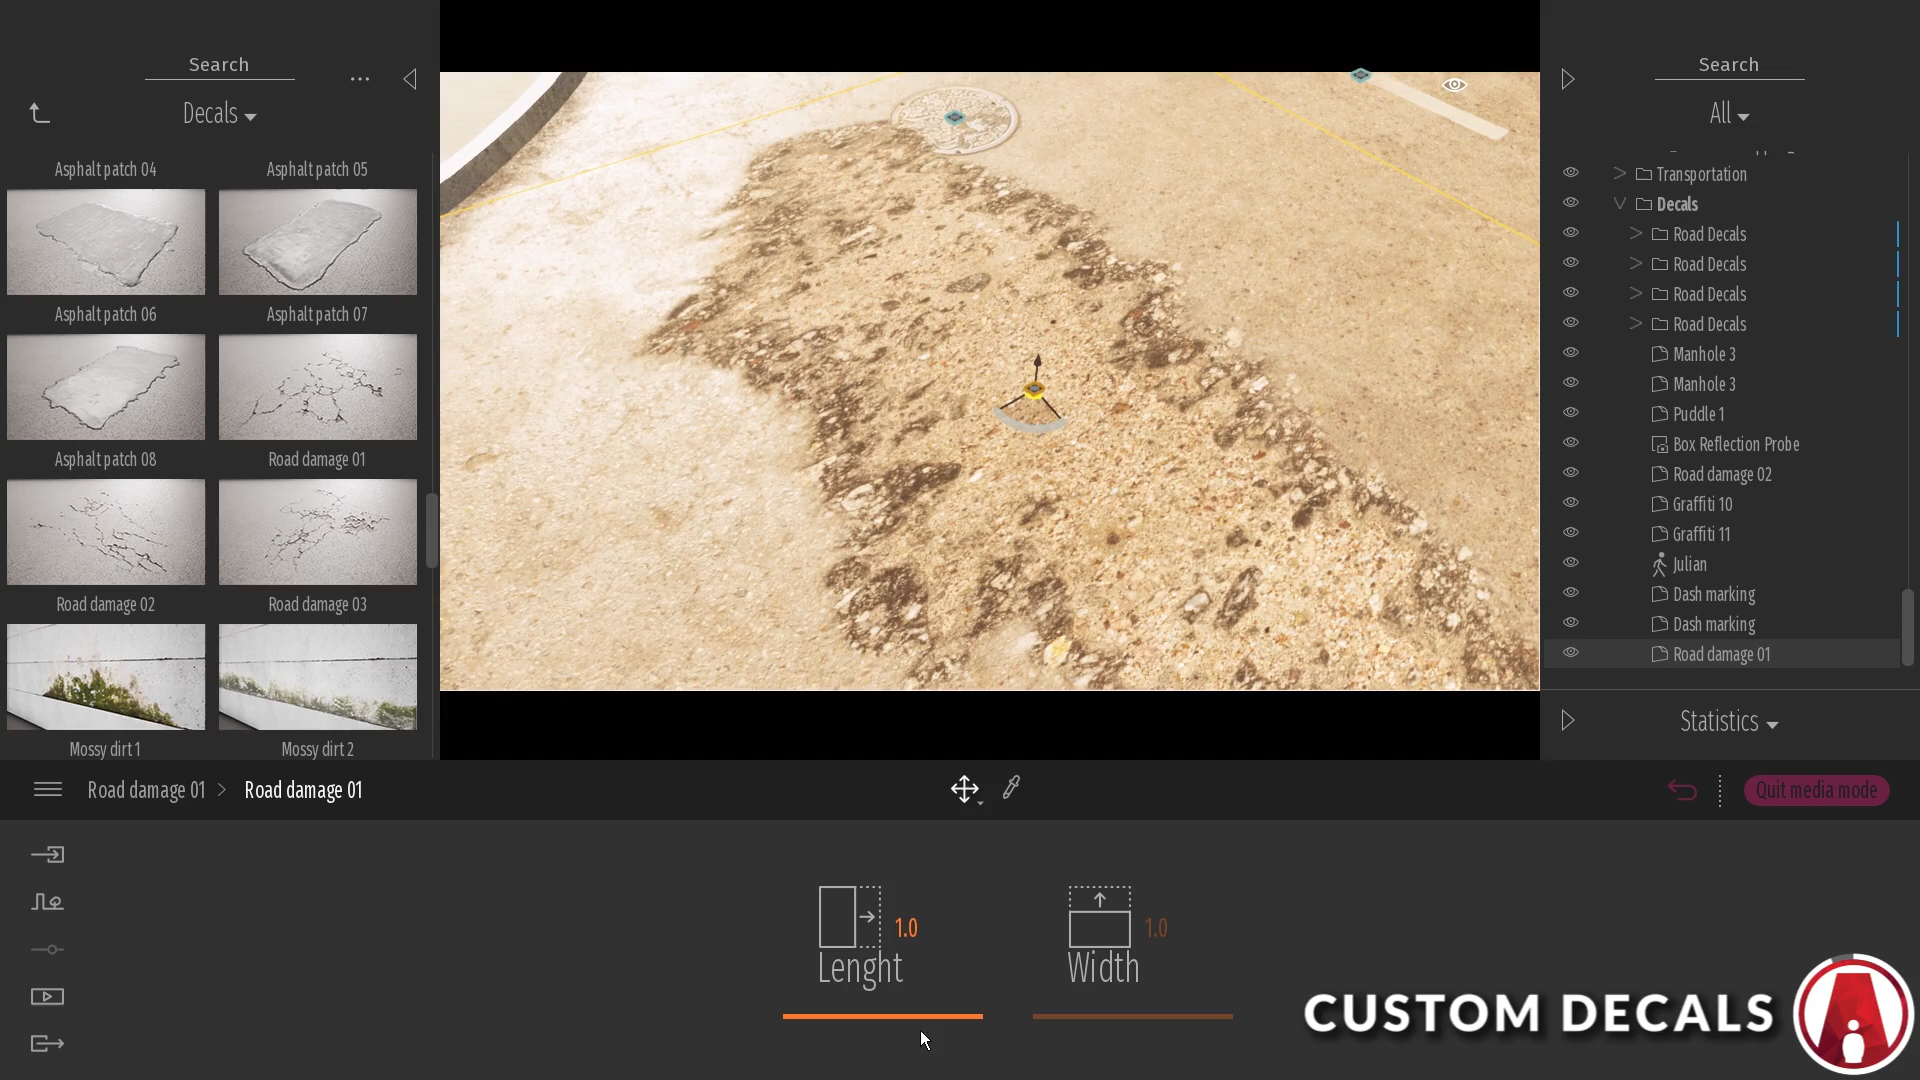 Search
...
Decals
Asphalt patch 04
Asphalt patch 05
Asphalt patch 06
Asphalt patch 07
Asphalt patch 08
Road damage 01
Road damage 02
Road damage 03
Mossy dirt 1
Mossy dirt 2
Search
All
Transportation
Decals
Road Decals
Road Decals
Road Decals
Road Decals
Manhole 3
Manhole 3
Puddle 1
Box Reflection Probe
Road damage 02
Graffiti 10
Graffiti 11
Julian
Dash marking
Dash marking
Road damage 01
Statistics
Road damage 01 > Road damage 01
Quit media mode
1.0
Lenght
1.0
Width
CUSTOM DECALS